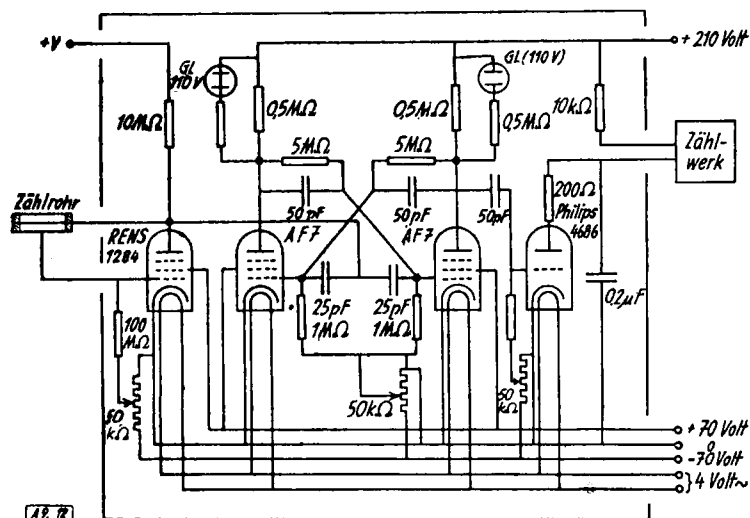 +V
GL
110V
GL (110V)
+ 210 Volt
10MΩ
0,5MΩ
0,5MΩ
0,5MΩ
10kΩ
5MΩ
5MΩ
Zähl-
werk
50pF
50pF
50pF
200Ω
Philips
4686
Zählrohr
RENS
1284
AF7
AF7
25pF
25pF
1MΩ
1MΩ
0,2µF
100
MΩ
50
kΩ
50kΩ
50
kΩ
+ 70 Volt
0
-70 Volt
} 4 Volt~